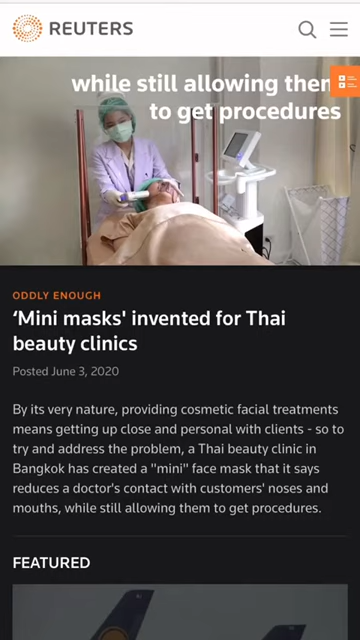 REUTERS
while still allowing them
to get procedures
ODDLY ENOUGH
‘Mini masks' invented for Thai
beauty clinics
Posted June 3, 2020
By its very nature, providing cosmetic facial treatments
means getting up close and personal with clients - so to
try and address the problem, a Thai beauty clinic in
Bangkok has created a "mini" face mask that it says
reduces a doctor's contact with customers' noses and
mouths, while still allowing them to get procedures.
FEATURED